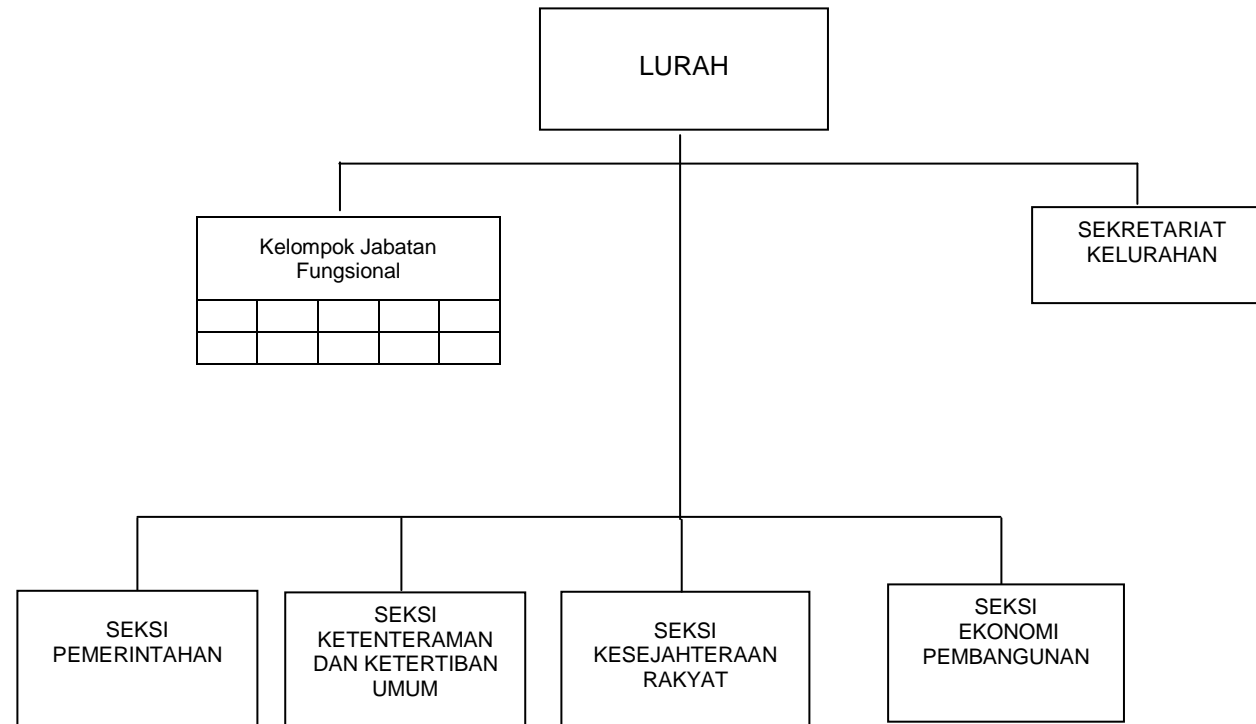 LURAH
Kelompok Jabatan
Fungsional
SEKRETARIAT
KELURAHAN
SEKSI
PEMERINTAHAN
SEKSI
KETENTERAMAN
DAN KETERTIBAN
UMUM
SEKSI
KESEJAHTERAAN
RAKYAT
SEKSI
EKONOMI
PEMBANGUNAN